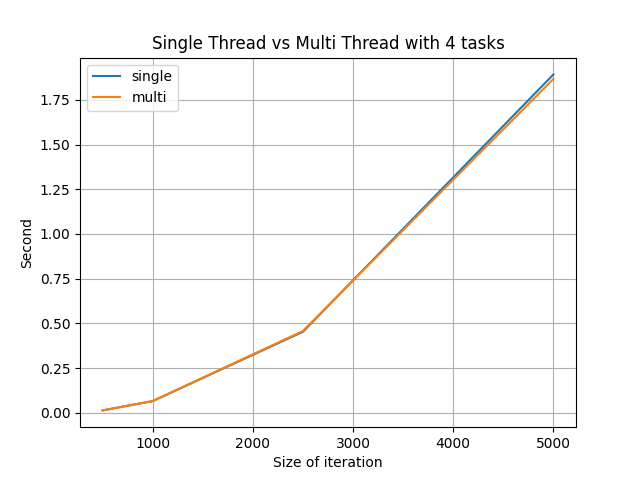 Single Thread vs Multi Thread with 4 tasks
single
multi
1.75
1.50
1.25
1.00
0.75
0.50
0.25
0.00
Second
1000 2000 3000 4000 5000
Size of iteration